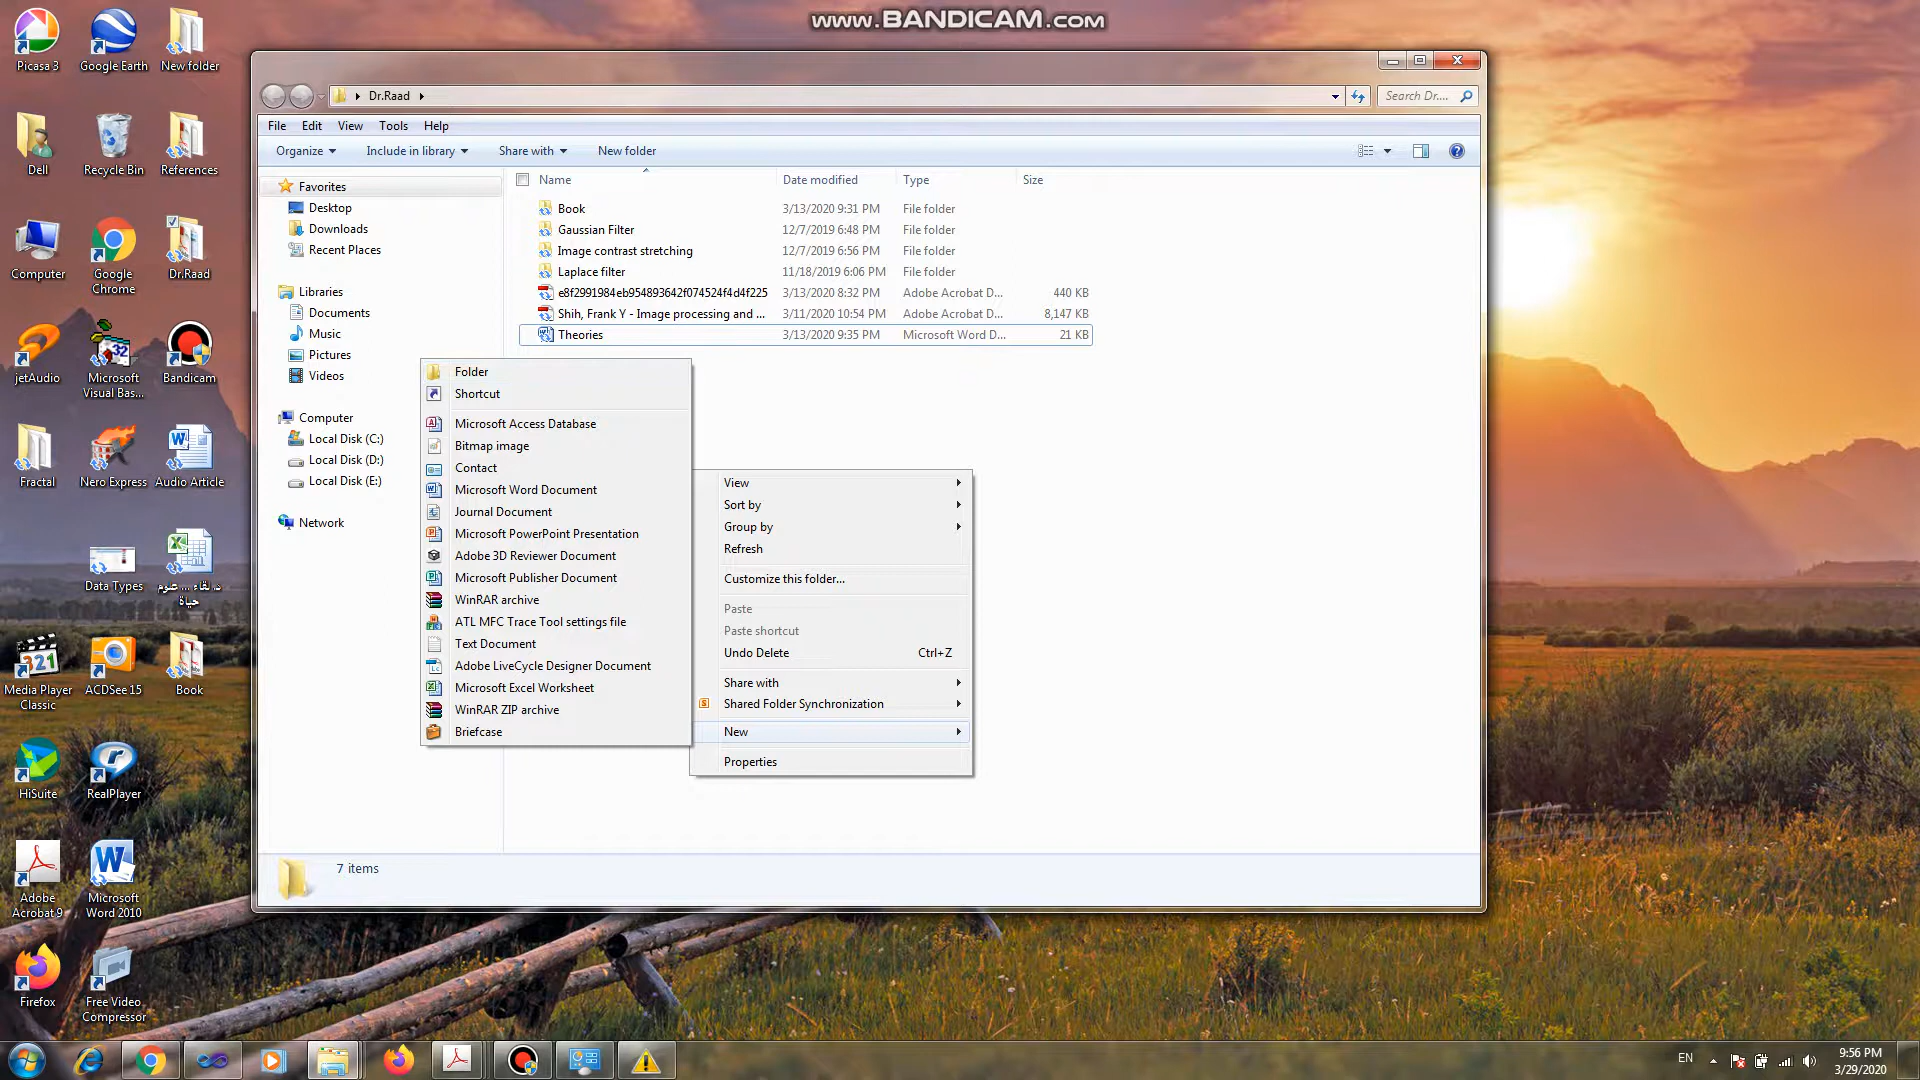 www.BANDICAM.com
Picasa 3
Google Earth
New folder
Dell
Recycle Bin
References
Computer
Google Chrome
Dr.Raad
jetAudio
Microsoft Visual Bas...
Bandicam
Fractal
Nero Express
Audio Article
Data Types
د. لقاء ... علوم حياة
Media Player Classic
ACDSee 15
Book
HiSuite
RealPlayer
Adobe Acrobat 9
Microsoft Word 2010
Firefox
Free Video Compressor
Dr.Raad
Search Dr....
File Edit View Tools Help
Organize Include in library Share with New folder
Favorites
Desktop
Downloads
Recent Places
Libraries
Documents
Music
Pictures
Videos
Computer
Local Disk (C:)
Local Disk (D:)
Local Disk (E:)
Network
Name Date modified Type Size
Book 3/13/2020 9:31 PM File folder
Gaussian Filter 12/7/2019 6:48 PM File folder
Image contrast stretching 12/7/2019 6:56 PM File folder
Laplace filter 11/18/2019 6:06 PM File folder
e8f2991984eb954893642f074524f4d4f225 3/13/2020 8:32 PM Adobe Acrobat D... 440 KB
Shih, Frank Y - Image processing and ... 3/11/2020 10:54 PM Adobe Acrobat D... 8,147 KB
Theories 3/13/2020 9:35 PM Microsoft Word D... 21 KB
Folder
Shortcut
Microsoft Access Database
Bitmap image
Contact
Microsoft Word Document
Journal Document
Microsoft PowerPoint Presentation
Adobe 3D Reviewer Document
Microsoft Publisher Document
WinRAR archive
ATL MFC Trace Tool settings file
Text Document
Adobe LiveCycle Designer Document
Microsoft Excel Worksheet
WinRAR ZIP archive
Briefcase
View
Sort by
Group by
Refresh
Customize this folder...
Paste
Paste shortcut
Undo Delete Ctrl+Z
Share with
Shared Folder Synchronization
New
Properties
7 items
EN
9:56 PM
3/29/2020